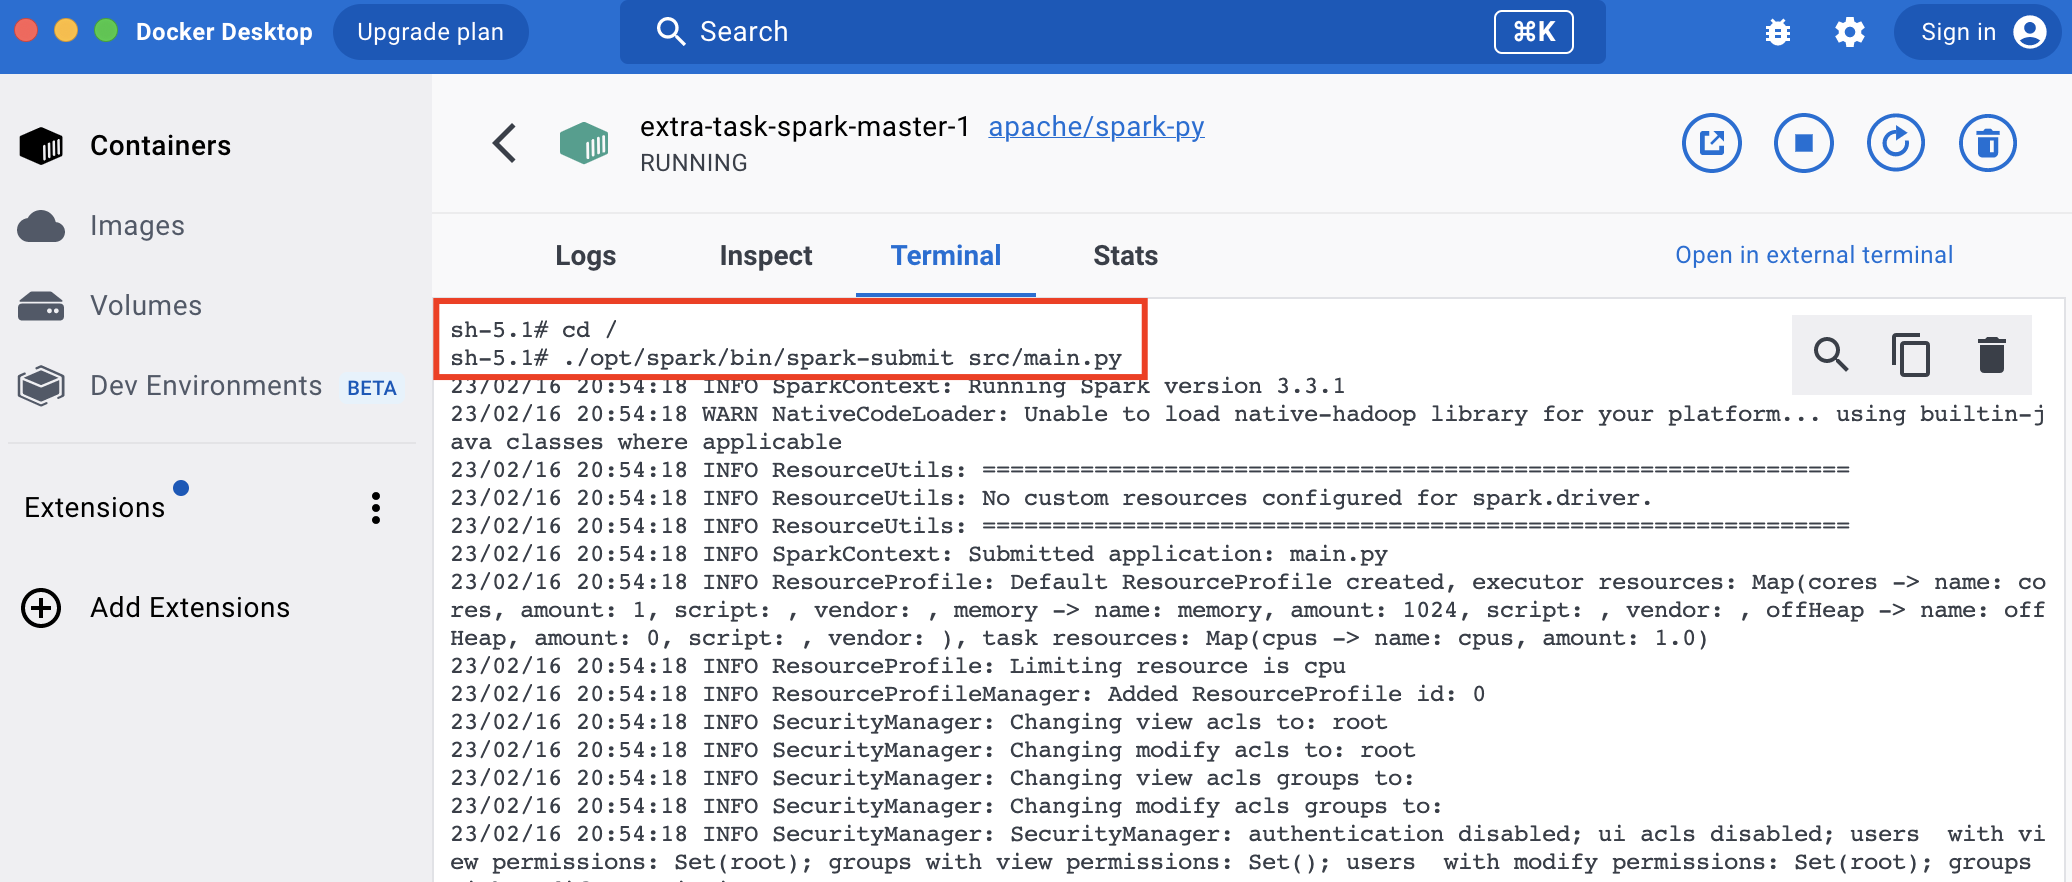 Docker Desktop
Upgrade plan
Search
⌘K
Sign in
Containers
Images
Volumes
Dev Environments BETA
Extensions
Add Extensions
extra-task-spark-master-1 apache/spark-py
RUNNING
Logs Inspect Terminal Stats
Open in external terminal
sh-5.1# cd /
sh-5.1# ./opt/spark/bin/spark-submit src/main.py
23/02/16 20:54:18 INFO SparkContext: Running Spark version 3.3.1
23/02/16 20:54:18 WARN NativeCodeLoader: Unable to load native-hadoop library for your platform... using builtin-j
ava classes where applicable
23/02/16 20:54:18 INFO ResourceUtils: ==============================================================
23/02/16 20:54:18 INFO ResourceUtils: No custom resources configured for spark.driver.
23/02/16 20:54:18 INFO ResourceUtils: ==============================================================
23/02/16 20:54:18 INFO SparkContext: Submitted application: main.py
23/02/16 20:54:18 INFO ResourceProfile: Default ResourceProfile created, executor resources: Map(cores -> name: co
res, amount: 1, script: , vendor: , memory -> name: memory, amount: 1024, script: , vendor: , offHeap -> name: off
Heap, amount: 0, script: , vendor: ), task resources: Map(cpus -> name: cpus, amount: 1.0)
23/02/16 20:54:18 INFO ResourceProfile: Limiting resource is cpu
23/02/16 20:54:18 INFO ResourceProfileManager: Added ResourceProfile id: 0
23/02/16 20:54:18 INFO SecurityManager: Changing view acls to: root
23/02/16 20:54:18 INFO SecurityManager: Changing modify acls to: root
23/02/16 20:54:18 INFO SecurityManager: Changing view acls groups to:
23/02/16 20:54:18 INFO SecurityManager: Changing modify acls groups to:
23/02/16 20:54:18 INFO SecurityManager: SecurityManager: authentication disabled; ui acls disabled; users  with vi
ew permissions: Set(root); groups with view permissions: Set(); users  with modify permissions: Set(root); groups